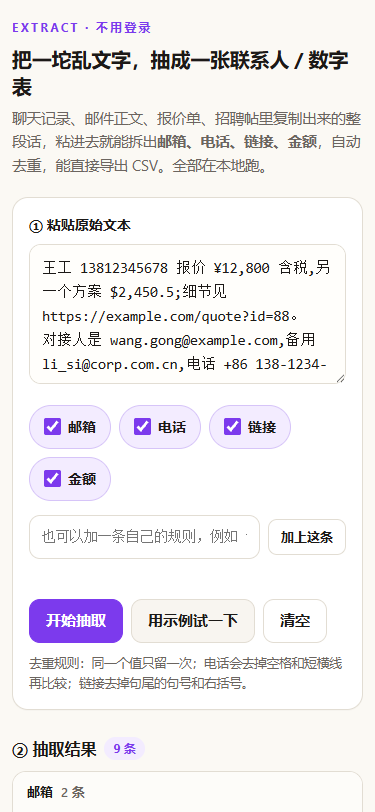 EXTRACT · 不用登录
把一坨乱文字，抽成一张联系人 / 数字
表
聊天记录、邮件正文、报价单、招聘帖里复制出来的整
段话，粘进去就能拆出邮箱、电话、链接、金额，自动
去重，能直接导出 CSV。全部在本地跑。
① 粘贴原始文本
王工 13812345678 报价 ¥12,800 含税,另
一个方案 $2,450.5;细节见
https://example.com/quote?id=88。
对接人是 wang.gong@example.com,备用
li_si@corp.com.cn,电话 +86 138-1234-
邮箱 电话 链接
金额
也可以加一条自己的规则，例如 加上这条
开始抽取 用示例试一下 清空
去重规则：同一个值只留一次；电话会去掉空格和短横线
再比较；链接去掉句尾的句号和右括号。
② 抽取结果 9 条
邮箱 2 条